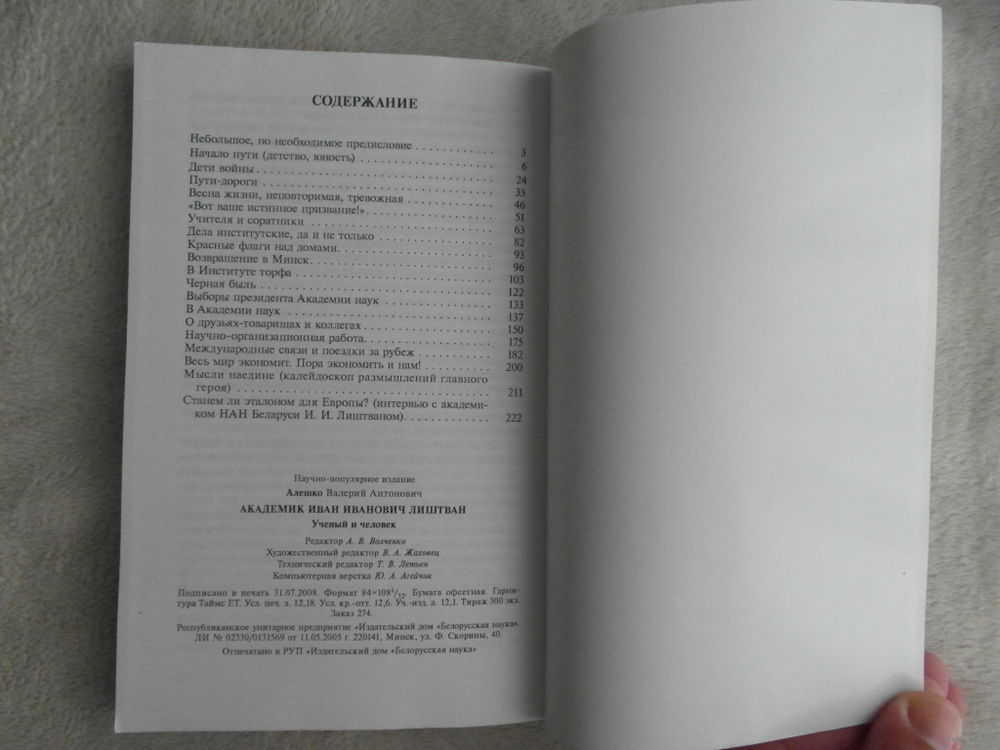 СОДЕРЖАНИЕ
Небольшое, но необходимое предисловие . . . . . . . . . . . 3
Начало пути (детство, юность) . . . . . . . . . . . . . . . . . . 6
Дети войны . . . . . . . . . . . . . . . . . . . . . . . . . . . . . . . . 24
Пути-дороги . . . . . . . . . . . . . . . . . . . . . . . . . . . . . . . . 33
Весна жизни, неповторимая, тревожная . . . . . . . . . . . . 46
«Вот ваше истинное призвание!» . . . . . . . . . . . . . . . . . 51
Учителя и соратники . . . . . . . . . . . . . . . . . . . . . . . . . 63
Дела институтские, да и не только . . . . . . . . . . . . . . . 82
Красные флаги над домами . . . . . . . . . . . . . . . . . . . . . 93
Возвращение в Минск . . . . . . . . . . . . . . . . . . . . . . . . . 96
В Институте торфа . . . . . . . . . . . . . . . . . . . . . . . . . . . 103
Черная быль . . . . . . . . . . . . . . . . . . . . . . . . . . . . . . . . 122
Выборы президента Академии наук . . . . . . . . . . . . . . . 133
В Академии наук . . . . . . . . . . . . . . . . . . . . . . . . . . . . . 137
О друзьях-товарищах и коллегах . . . . . . . . . . . . . . . . . 150
Научно-организационная работа . . . . . . . . . . . . . . . . . . 175
Международные связи и поездки за рубеж . . . . . . . . . . 182
Весь мир экономит. Пора экономить и нам! . . . . . . . . . 200
Мысли наедине (калейдоскоп размышлений главного
героя) . . . . . . . . . . . . . . . . . . . . . . . . . . . . . . . . . . . . . 211
Станем ли эталоном для Европы? (интервью с академи-
ком НАН Беларуси И. И. Лиштваном) . . . . . . . . . . . . . 222
Научно-популярное издание
Алешко Валерий Антонович
АКАДЕМИК ИВАН ИВАНОВИЧ ЛИШТВАН
Ученый и человек
Редактор А. В. Волченко
Художественный редактор В. А. Жаховец
Технический редактор Т. В. Летьен
Компьютерная верстка Ю. А. Агейчик
Подписано в печать 31.07.2008. Формат 84×108 1/32. Бумага офсетная. Гарни-
тура Таймс ЕТ. Усл. печ. л. 12,18. Усл. кр.-отт. 12,6. Уч.-изд. л. 12,1. Тираж 300 экз.
Заказ 274.
Республиканское унитарное предприятие «Издательский дом «Белорусская наука».
ЛИ № 02330/0131569 от 11.05.2005 г. 220141, Минск, ул. Ф. Скорины, 40.
Отпечатано в РУП «Издательский дом «Белорусская наука»